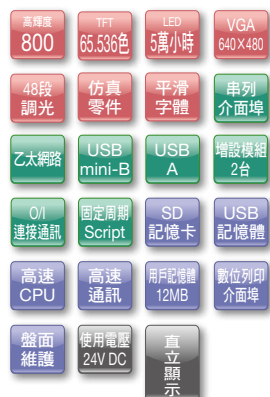 高輝度
800
TFT
65.536色
LED
5萬小時
VGA
640×480
48段
調光
仿真
零件
平滑
字體
串列
介面埠
乙太網路
USB
mini-B
USB
A
增設模組
2台
O/I
連接通訊
固定周期
Script
SD
記憶卡
USB
記憶體
高速
CPU
高速
通訊
用戶記憶體
12MB
數位列印
介面埠
盤面
維護
使用電壓
24V DC
直立顯示